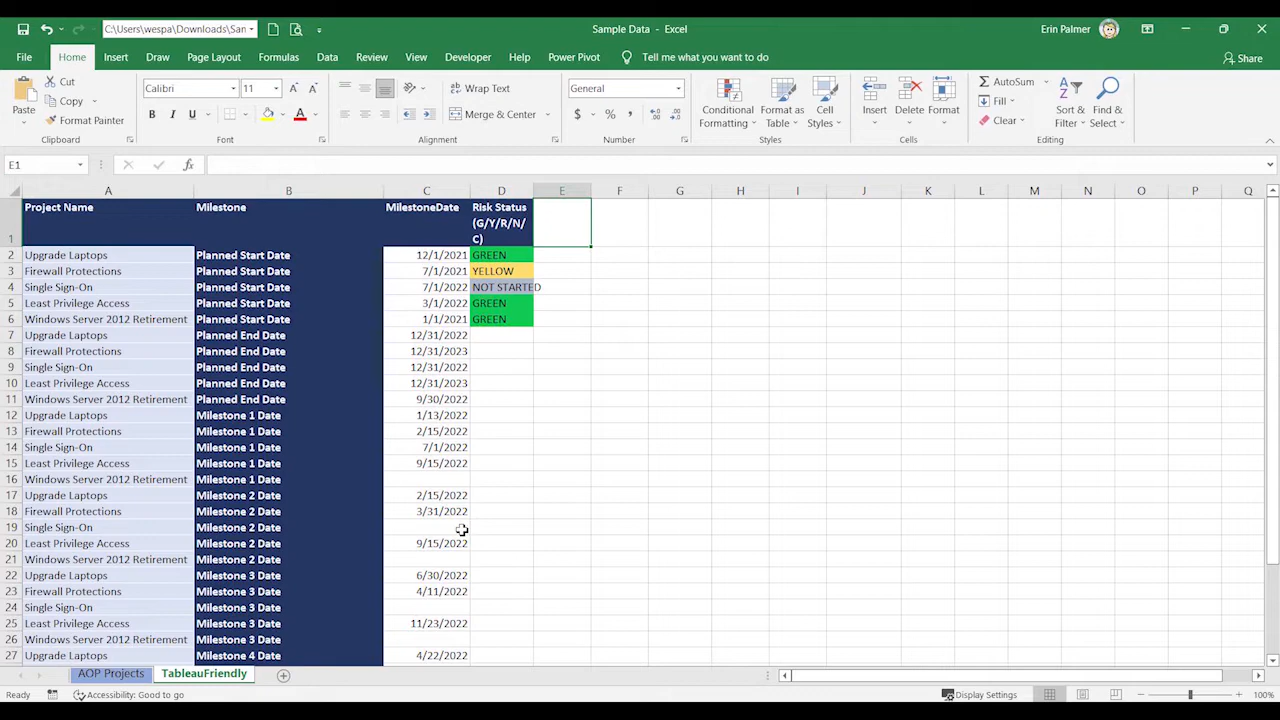 C:\Users\wespa\Downloads\San
Sample Data - Excel
Erin Palmer
File Home Insert Draw Page Layout Formulas Data Review View Developer Help Power Pivot Tell me what you want to do Share
Paste
Cut
Copy
Format Painter
Calibri 11
B I U
Wrap Text
Merge & Center
General
$ % ,
Conditional Formatting
Format as Table
Cell Styles
Insert
Delete
Format
AutoSum
Fill
Clear
Sort & Filter
Find & Select
Clipboard Font Alignment Number Styles Cells Editing
E1 fx
A B C D E F G H I J K L M N O P Q
1 Project Name Milestone MilestoneDate Risk Status
(G/Y/R/N/
C)
2 Upgrade Laptops Planned Start Date 12/1/2021 GREEN
3 Firewall Protections Planned Start Date 7/1/2021 YELLOW
4 Single Sign-On Planned Start Date 7/1/2022 NOT STARTED
5 Least Privilege Access Planned Start Date 3/1/2022 GREEN
6 Windows Server 2012 Retirement Planned Start Date 1/1/2021 GREEN
7 Upgrade Laptops Planned End Date 12/31/2022
8 Firewall Protections Planned End Date 12/31/2023
9 Single Sign-On Planned End Date 12/31/2022
10 Least Privilege Access Planned End Date 12/31/2023
11 Windows Server 2012 Retirement Planned End Date 9/30/2022
12 Upgrade Laptops Milestone 1 Date 1/13/2022
13 Firewall Protections Milestone 1 Date 2/15/2022
14 Single Sign-On Milestone 1 Date 7/1/2022
15 Least Privilege Access Milestone 1 Date 9/15/2022
16 Windows Server 2012 Retirement Milestone 1 Date
17 Upgrade Laptops Milestone 2 Date 2/15/2022
18 Firewall Protections Milestone 2 Date 3/31/2022
19 Single Sign-On Milestone 2 Date
20 Least Privilege Access Milestone 2 Date 9/15/2022
21 Windows Server 2012 Retirement Milestone 2 Date
22 Upgrade Laptops Milestone 3 Date 6/30/2022
23 Firewall Protections Milestone 3 Date 4/11/2022
24 Single Sign-On Milestone 3 Date
25 Least Privilege Access Milestone 3 Date 11/23/2022
26 Windows Server 2012 Retirement Milestone 3 Date
27 Upgrade Laptops Milestone 4 Date 4/22/2022
AOP Projects TableauFriendly
Ready Accessibility: Good to go Display Settings 100%